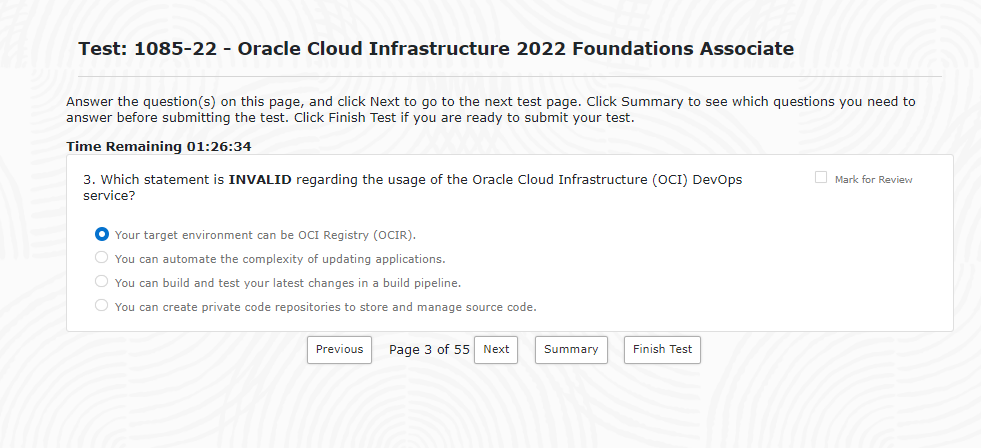 Test: 1085-22 - Oracle Cloud Infrastructure 2022 Foundations Associate
Answer the question(s) on this page, and click Next to go to the next test page. Click Summary to see which questions you need to
answer before submitting the test. Click Finish Test if you are ready to submit your test.
Time Remaining 01:26:34
3. Which statement is INVALID regarding the usage of the Oracle Cloud Infrastructure (OCI) DevOps
service?
Mark for Review
Your target environment can be OCI Registry (OCIR).
You can automate the complexity of updating applications.
You can build and test your latest changes in a build pipeline.
You can create private code repositories to store and manage source code.
Previous Page 3 of 55 Next Summary Finish Test